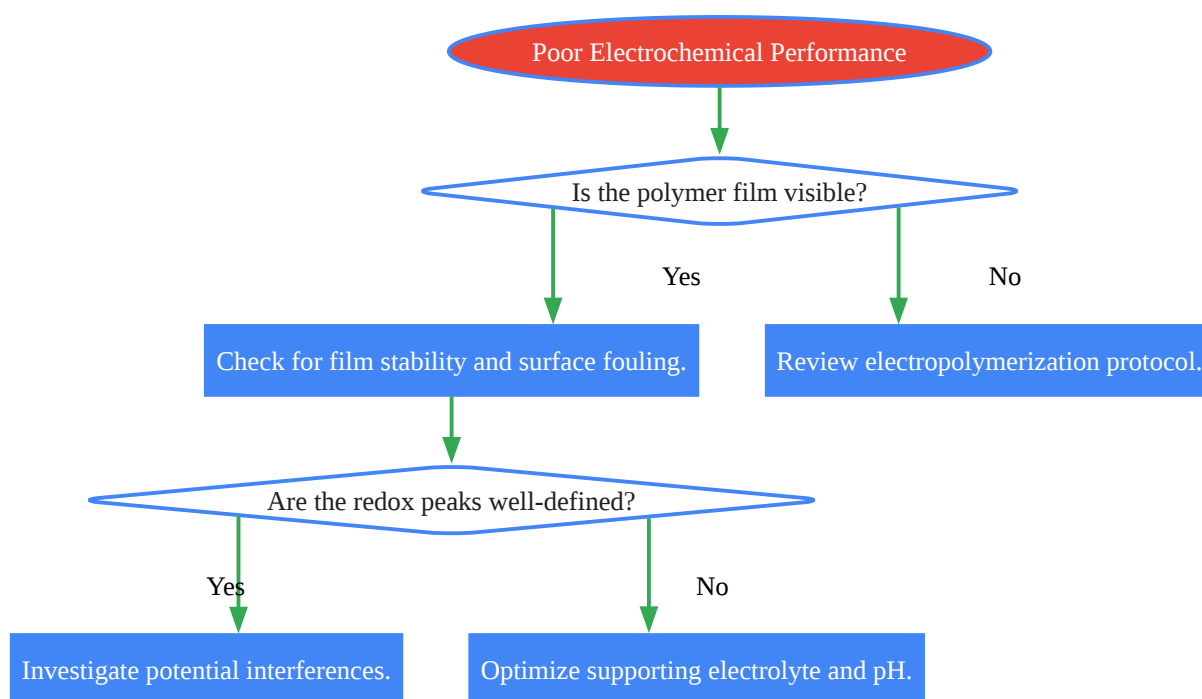 Poor Electrochemical Performance
Is the polymer film visible?
Yes
No
Check for film stability and surface fouling.
Review electropolymerization protocol.
Are the redox peaks well-defined?
Yes
No
Investigate potential interferences.
Optimize supporting electrolyte and pH.